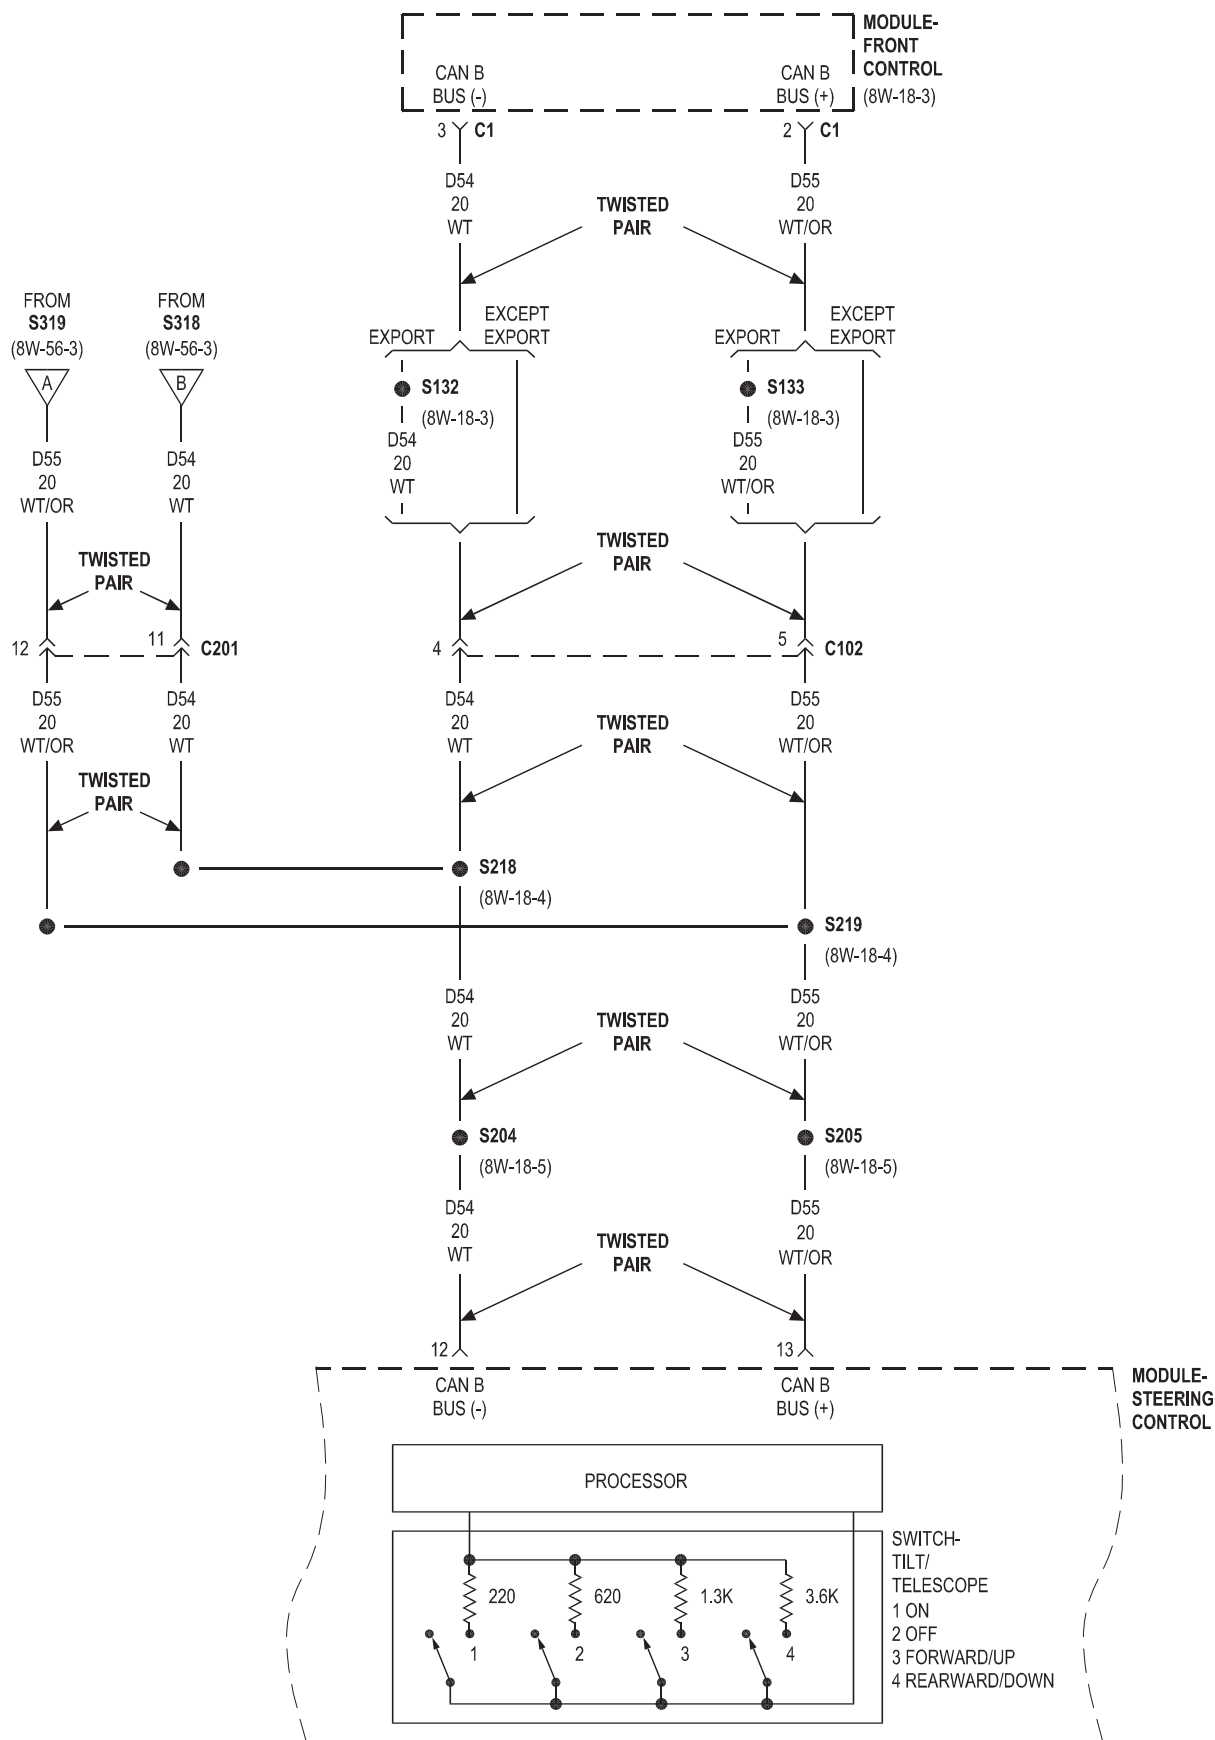 MODULE-
FRONT
CONTROL
(8W-18-3)
CAN B
BUS (-)
CAN B
BUS (+)
3 C1
2 C1
D54
20
WT
TWISTED
PAIR
D55
20
WT/OR
FROM
S319
(8W-56-3)
A
FROM
S318
(8W-56-3)
B
EXPORT
EXCEPT
EXPORT
EXPORT
EXCEPT
EXPORT
S132
(8W-18-3)
D54
20
WT
S133
(8W-18-3)
D55
20
WT/OR
D55
20
WT/OR
D54
20
WT
TWISTED
PAIR
TWISTED
PAIR
12
11
C201
4
5
C102
D55
20
WT/OR
D54
20
WT
D54
20
WT
TWISTED
PAIR
D55
20
WT/OR
TWISTED
PAIR
S218
(8W-18-4)
S219
(8W-18-4)
D54
20
WT
TWISTED
PAIR
D55
20
WT/OR
S204
(8W-18-5)
S205
(8W-18-5)
D54
20
WT
TWISTED
PAIR
D55
20
WT/OR
12
13
CAN B
BUS (-)
CAN B
BUS (+)
MODULE-
STEERING
CONTROL
PROCESSOR
SWITCH-
TILT/
TELESCOPE
1 ON
2 OFF
3 FORWARD/UP
4 REARWARD/DOWN
220
620
1.3K
3.6K
1
2
3
4